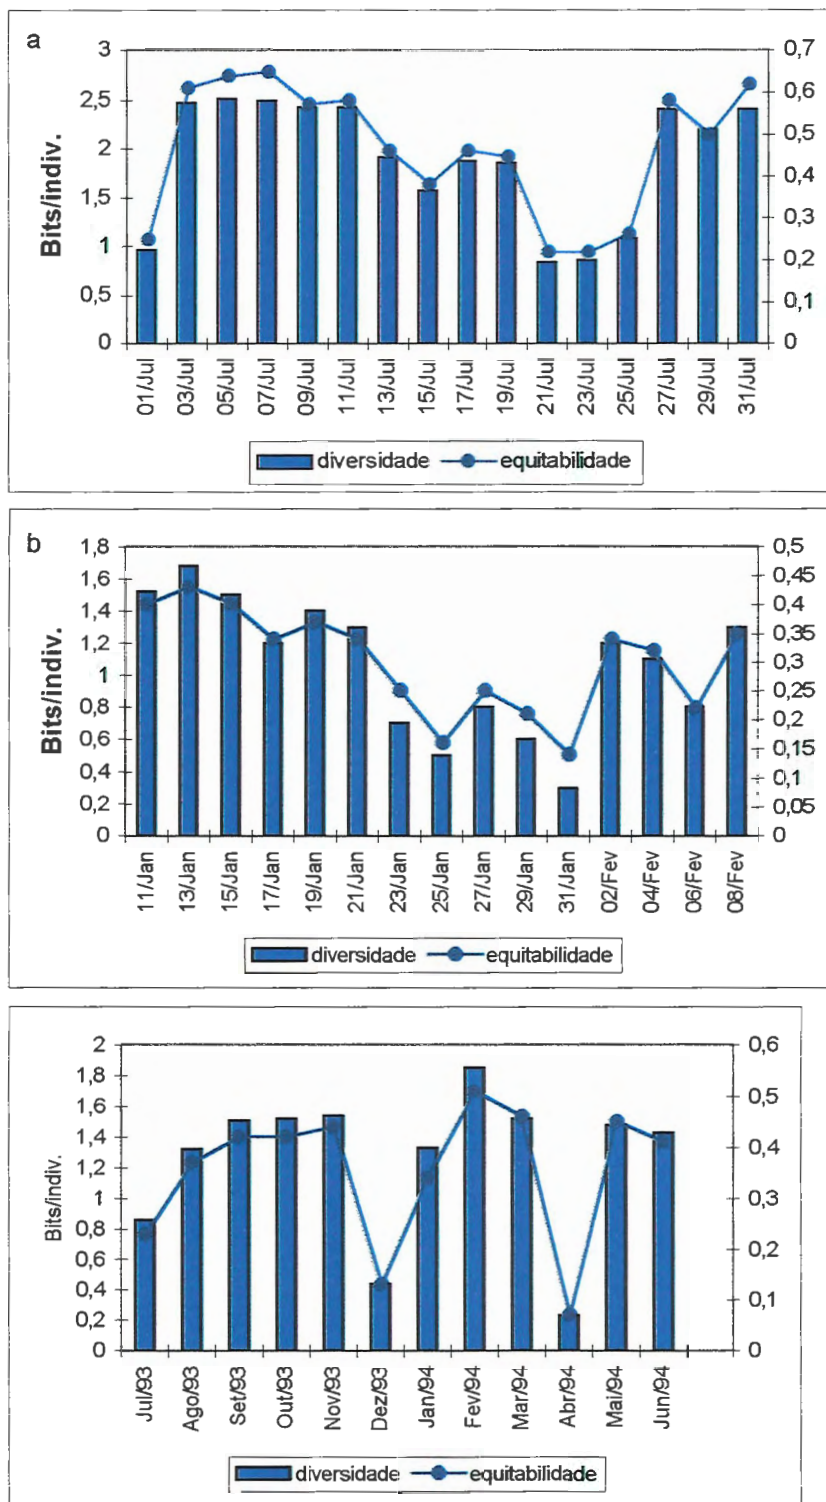 a
3
2,5
2
1,5
1
0,5
0
Bits/indiv.
0,7
0,6
0,5
0,4
0,3
0,2
0,1
0
01/Jul
03/Jul
05/Jul
07/Jul
09/Jul
11/Jul
13/Jul
15/Jul
17/Jul
19/Jul
21/Jul
23/Jul
25/Jul
27/Jul
29/Jul
31/Jul
diversidade equitabilidade
b
1,8
1,6
1,4
1,2
1
0,8
0,6
0,4
0,2
0
Bits/indiv.
0,5
0,45
0,4
0,35
0,3
0,25
0,2
0,15
0,1
0,05
0
11/Jan
13/Jan
15/Jan
17/Jan
19/Jan
21/Jan
23/Jan
25/Jan
27/Jan
29/Jan
31/Jan
02/Fev
04/Fev
06/Fev
08/Fev
diversidade equitabilidade
2
1,8
1,6
1,4
1,2
1
0,8
0,6
0,4
0,2
0
Bits/indiv.
0,6
0,5
0,4
0,3
0,2
0,1
0
Jul/93
Ago/93
Set/93
Out/93
Nov/93
Dez/93
Jan/94
Fev/94
Mar/94
Abr/94
Mai/94
Jun/94
diversidade equitabilidade